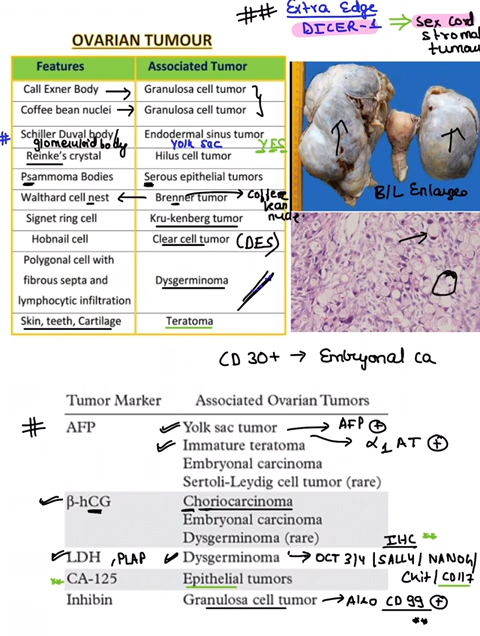 ## Extra Edge
DICER-1 ⇒ Sex cord
stromal
tumour
OVARIAN TUMOUR
Features Associated Tumor
Call Exner Body → Granulosa cell tumor
Coffee bean nuclei → Granulosa cell tumor
# Schiller Duval body/ Endodermal sinus tumor
glomeruloid body Yolk sac YES
Reinke's crystal Hilus cell tumor
Psammoma Bodies Serous epithelial tumors
Walthard cell nest ← Brenner tumor → Coffee
bean
nuclei
Signet ring cell Kru-kenberg tumor
Hobnail cell Clear cell tumor (DES)
Polygonal cell with
fibrous septa and Dysgerminoma
lymphocytic infiltration
Skin, teeth, Cartilage Teratoma
B/L Enlarged
CD 30+ → Embryonal ca
Tumor Marker Associated Ovarian Tumors
# AFP Yolk sac tumor → AFP ⊕
Immature teratoma → α1 AT ⊕
Embryonal carcinoma
Sertoli-Leydig cell tumor (rare)
β-hCG Choriocarcinoma
Embryonal carcinoma
Dysgerminoma (rare) IHC **
LDH, PLAP Dysgerminoma → OCT 3/4 / SALL4 / NANOG/
** CA-125 Epithelial tumors Ckit/CD117
Inhibin Granulosa cell tumor → Also CD 99 ⊕
**